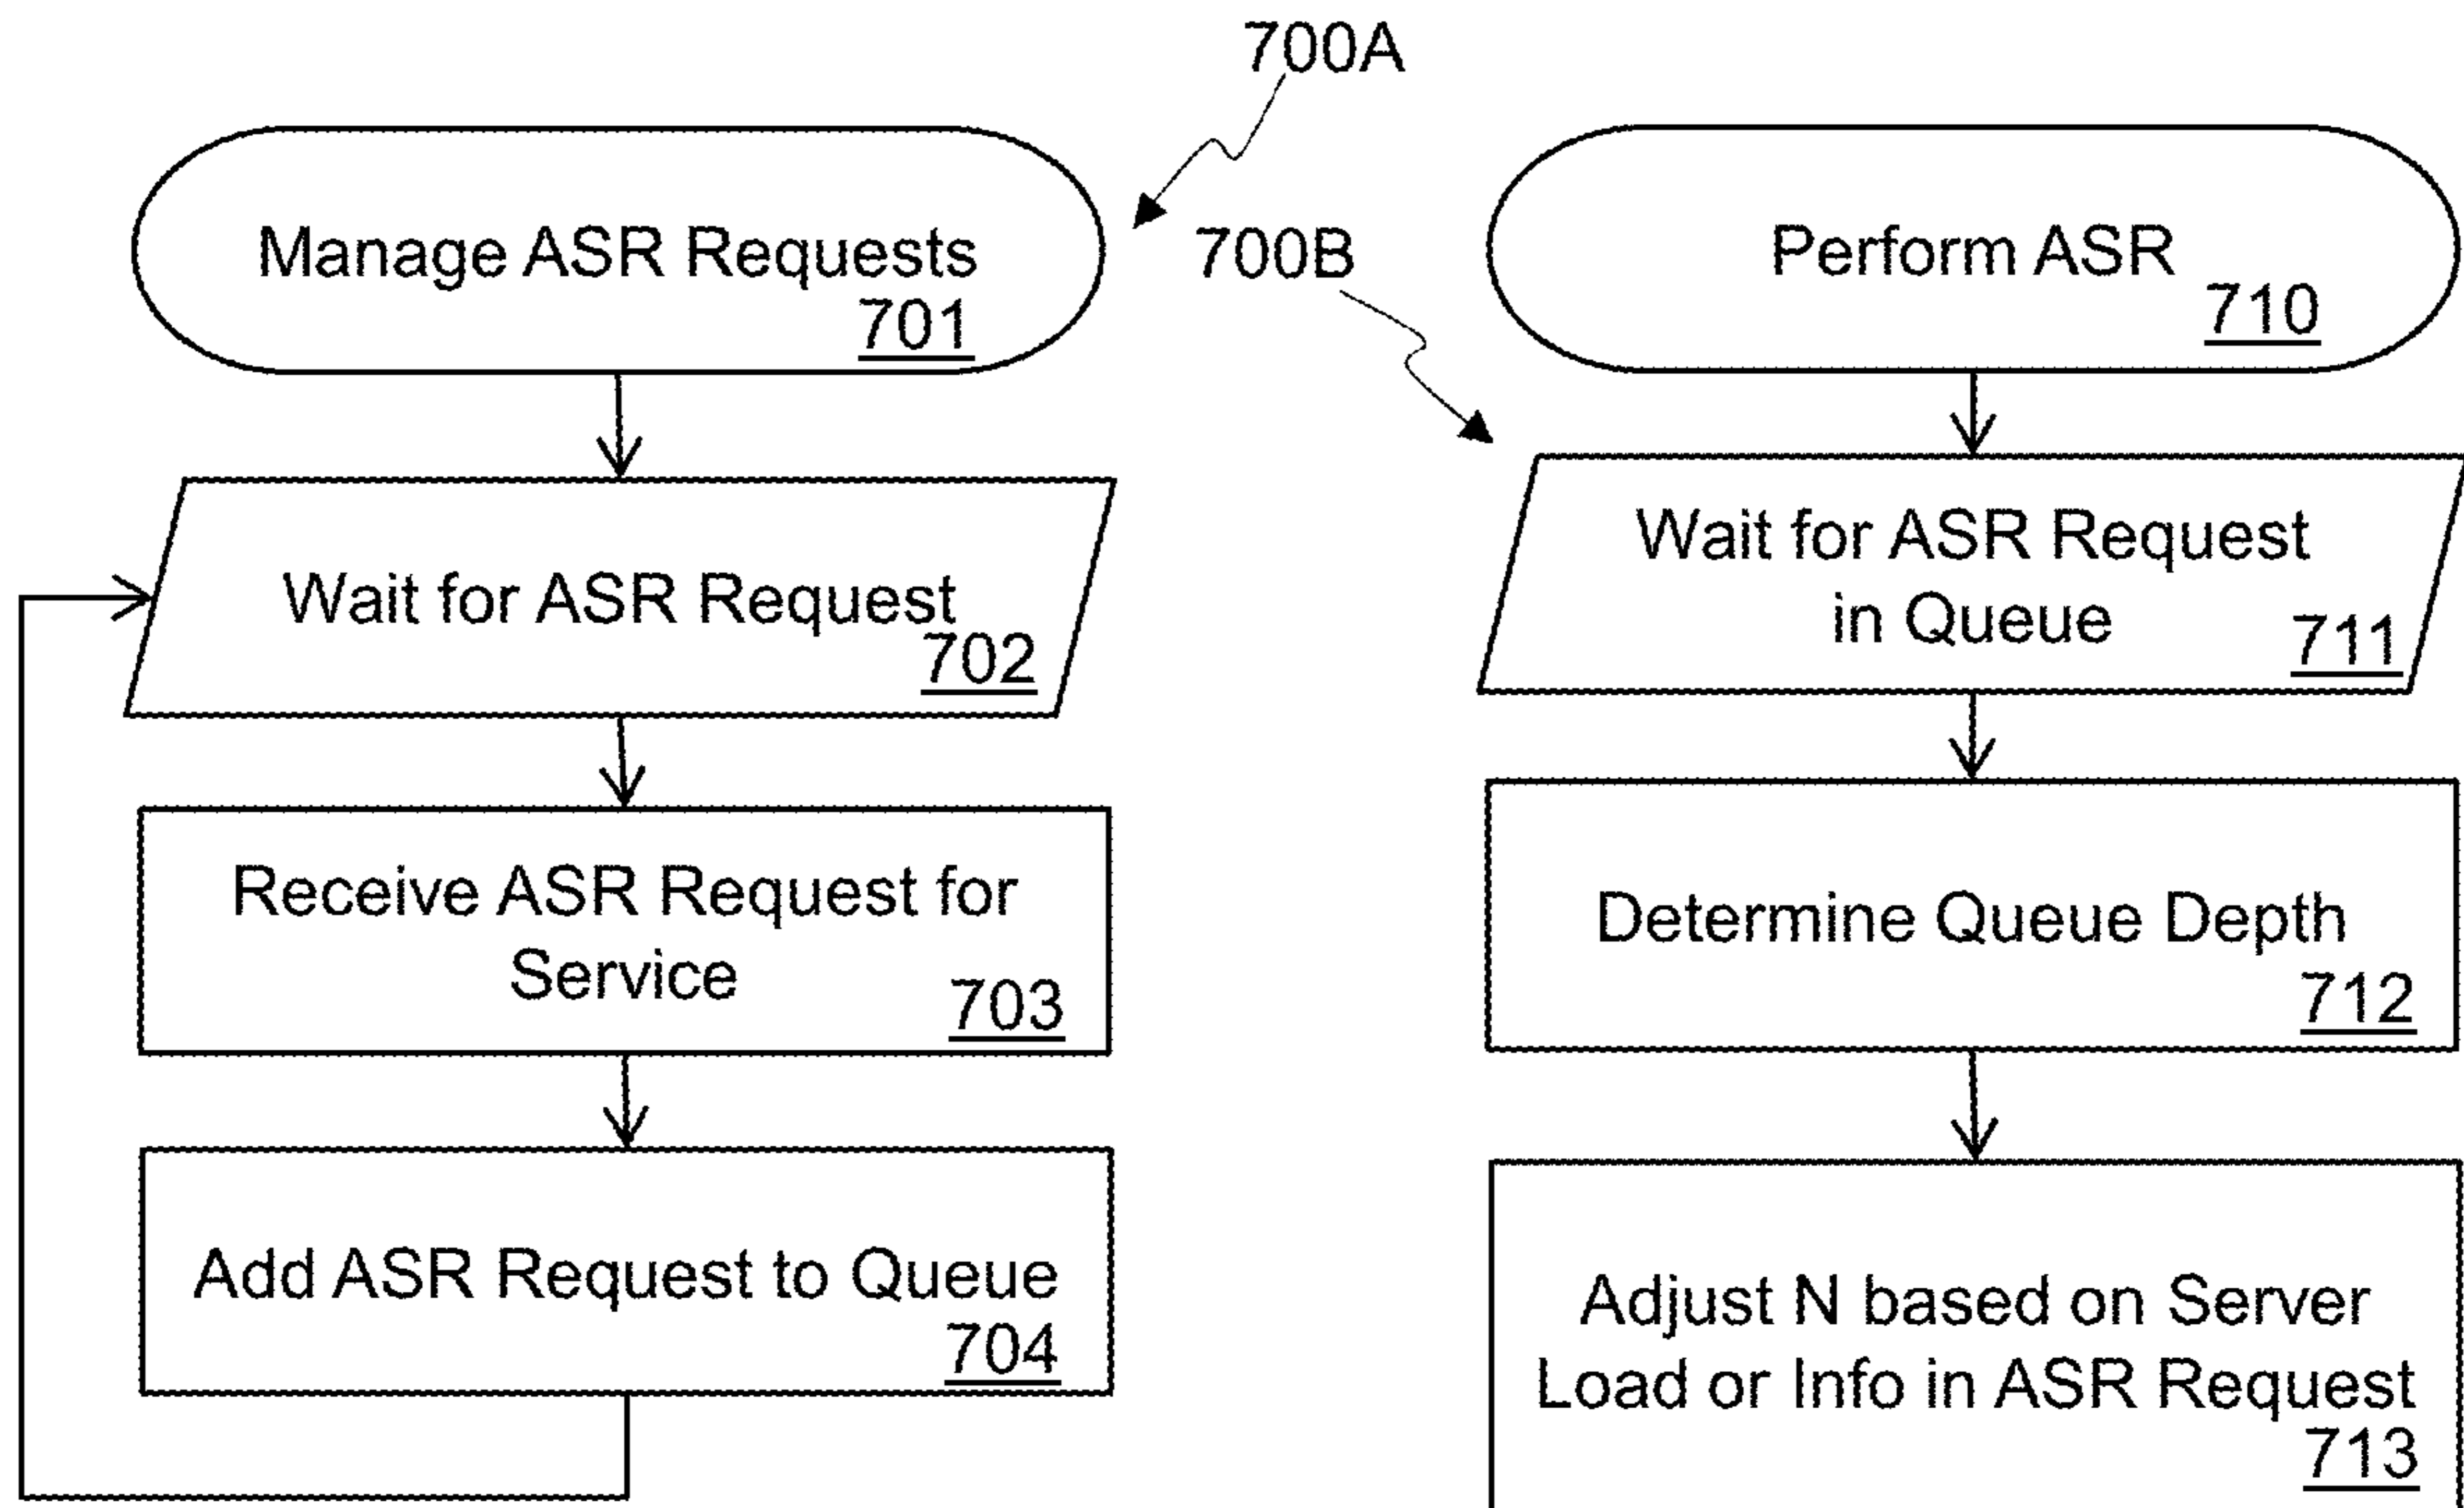 700A
Manage ASR Requests
701
Wait for ASR Request
702
Receive ASR Request for
Service
703
Add ASR Request to Queue
704
700B
Perform ASR
710
Wait for ASR Request
in Queue
711
Determine Queue Depth
712
Adjust N based on Server
Load or Info in ASR Request
713